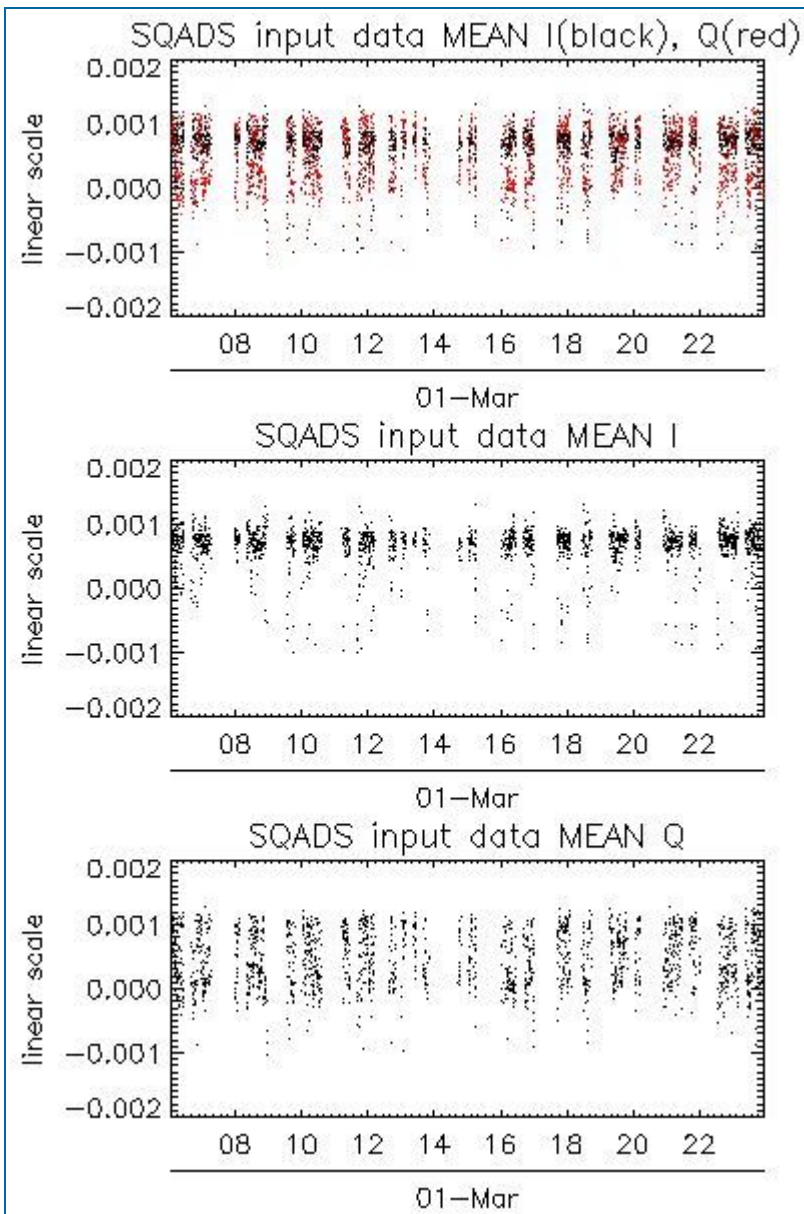 SQADS input data MEAN I(black), Q(red)
0.002
0.001
0.000
−0.001
−0.002
linear scale
08 10 12 14 16 18 20 22
01−Mar
SQADS input data MEAN I
0.002
0.001
0.000
−0.001
−0.002
linear scale
08 10 12 14 16 18 20 22
01−Mar
SQADS input data MEAN Q
0.002
0.001
0.000
−0.001
−0.002
linear scale
08 10 12 14 16 18 20 22
01−Mar